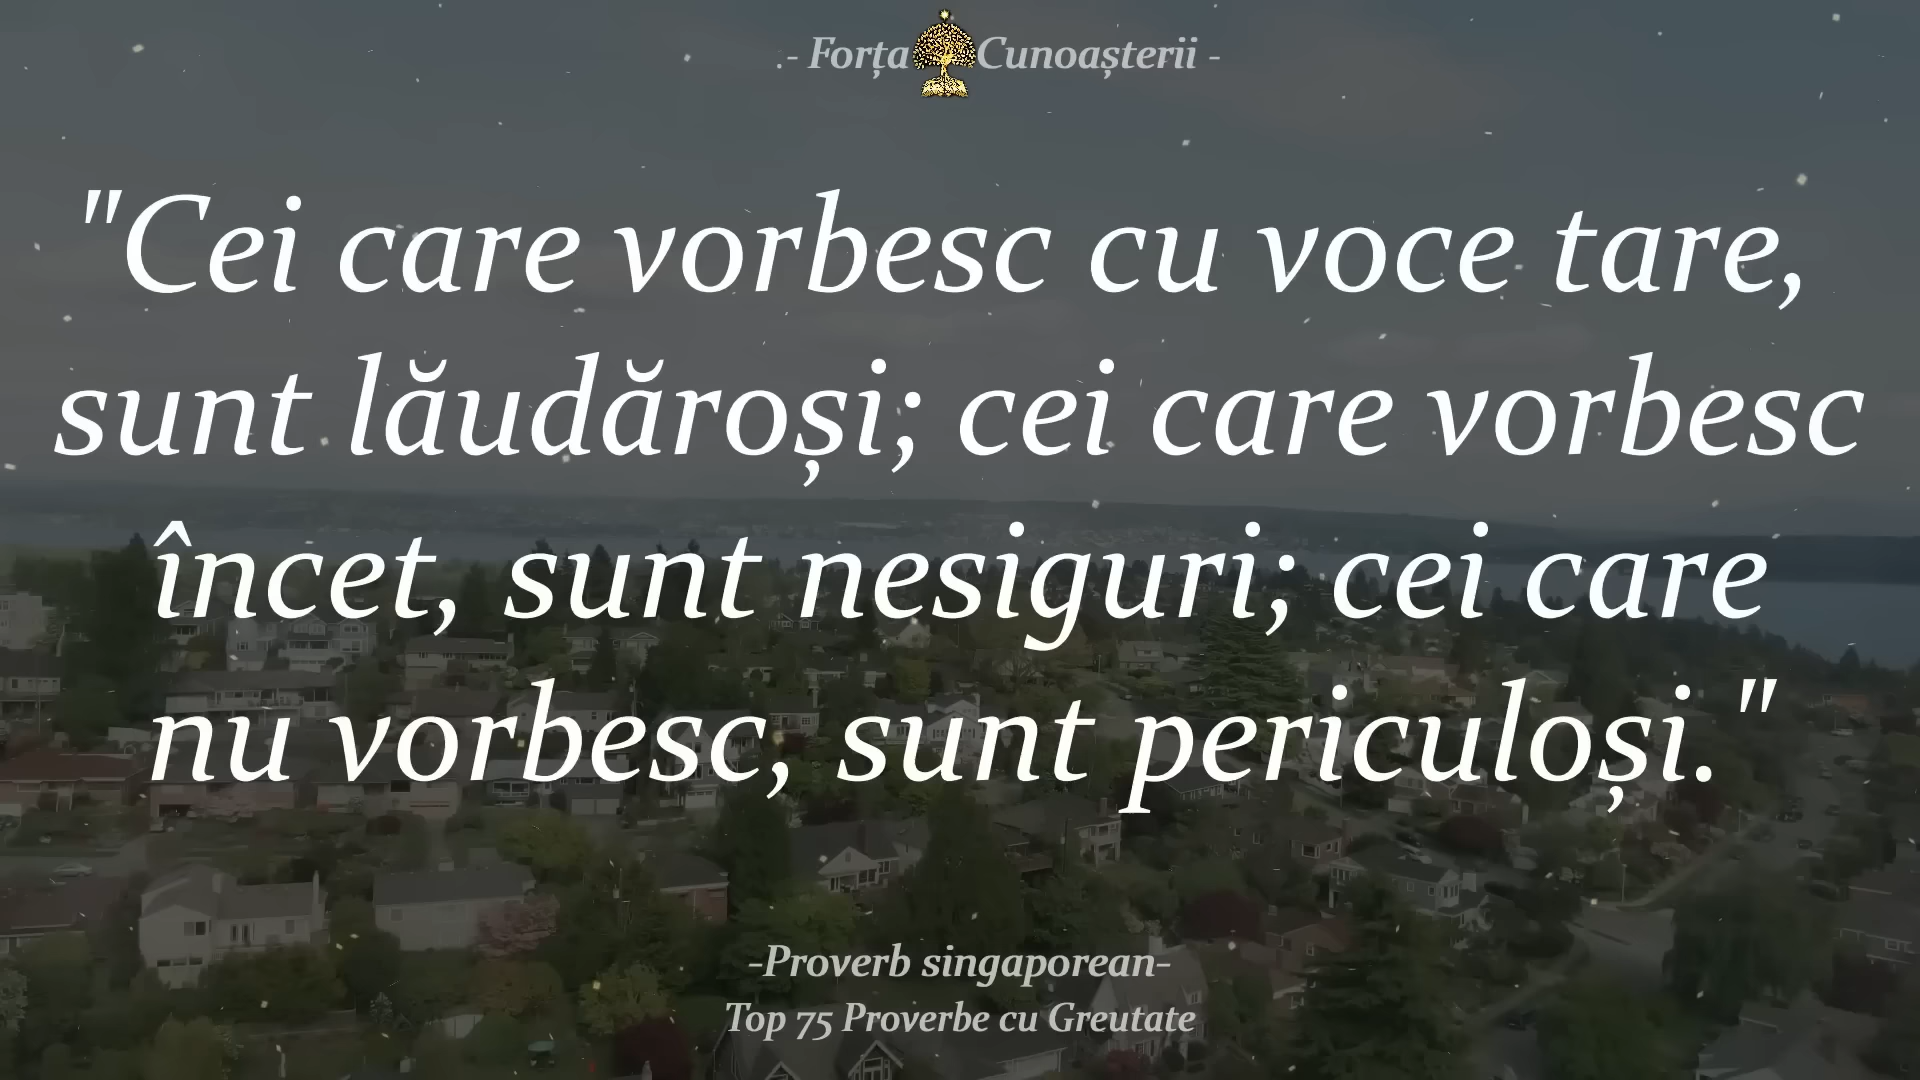 .- Forța Cunoașterii -
"Cei care vorbesc cu voce tare,
sunt lăudăroși; cei care vorbesc
încet, sunt nesiguri; cei care
nu vorbesc, sunt periculoși."
-Proverb singaporean-
Top 75 Proverbe cu Greutate